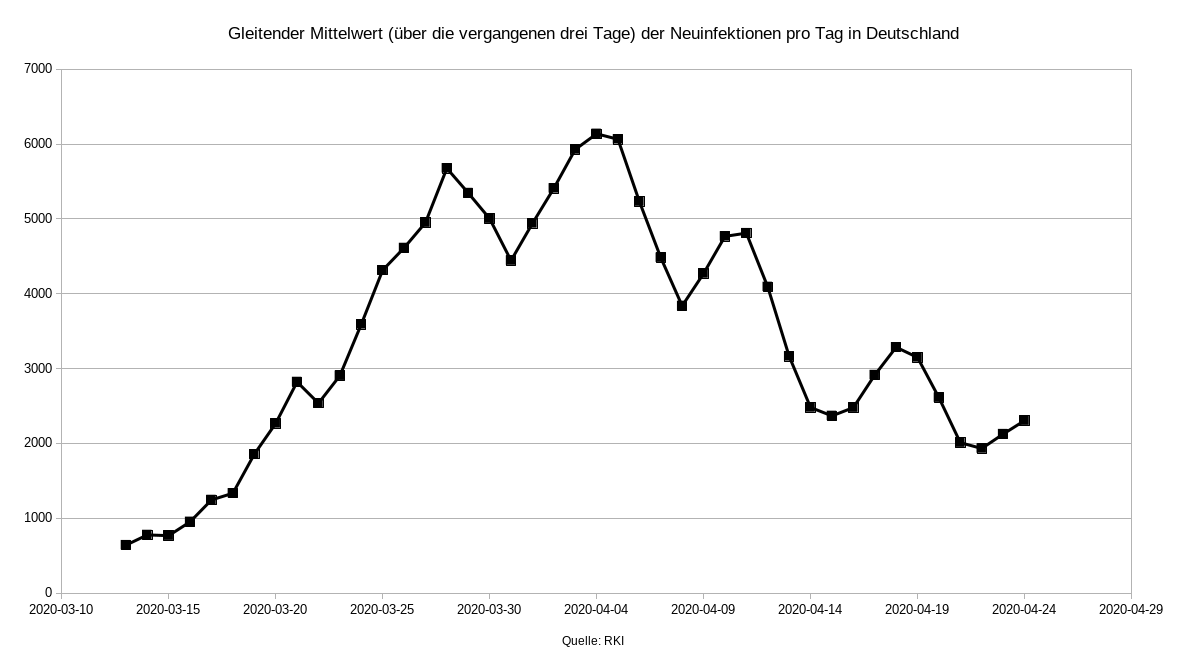 Gleitender Mittelwert (über die vergangenen drei Tage) der Neuinfektionen pro Tag in Deutschland
7000
6000
5000
4000
3000
2000
1000
0
2020-03-10 2020-03-15 2020-03-20 2020-03-25 2020-03-30 2020-04-04 2020-04-09 2020-04-14 2020-04-19 2020-04-24 2020-04-29
Quelle: RKI